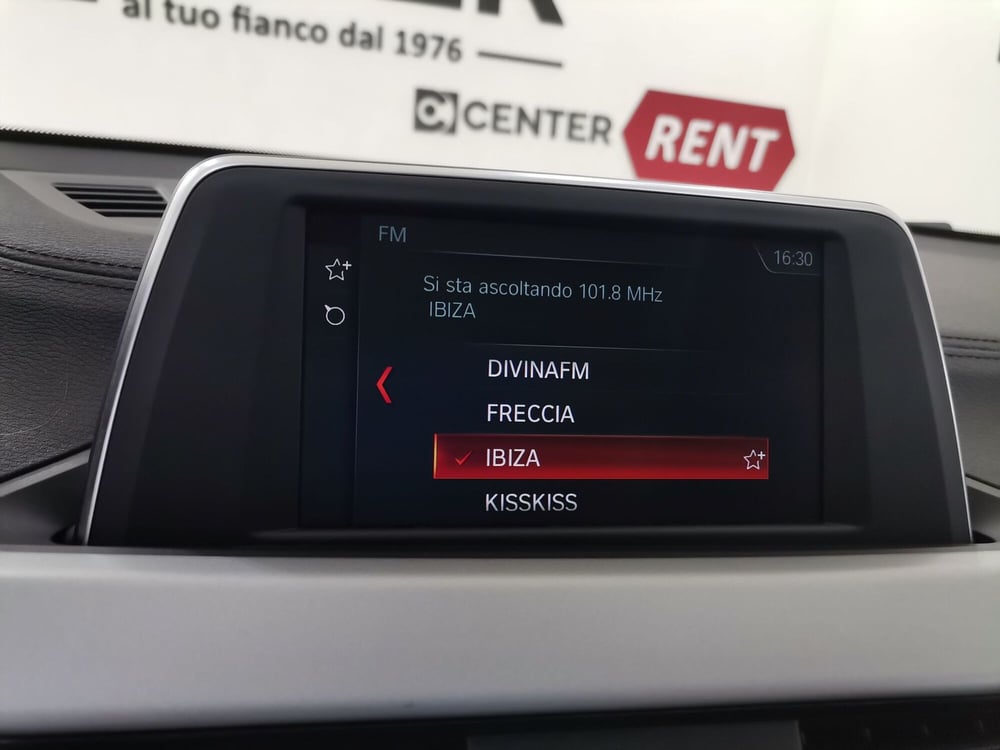 al tuo fianco dal 1976
CENTER RENT
FM
16:30
Si sta ascoltando 101.8 MHz
IBIZA
DIVINAFM
FRECCIA
IBIZA
KISSKISS